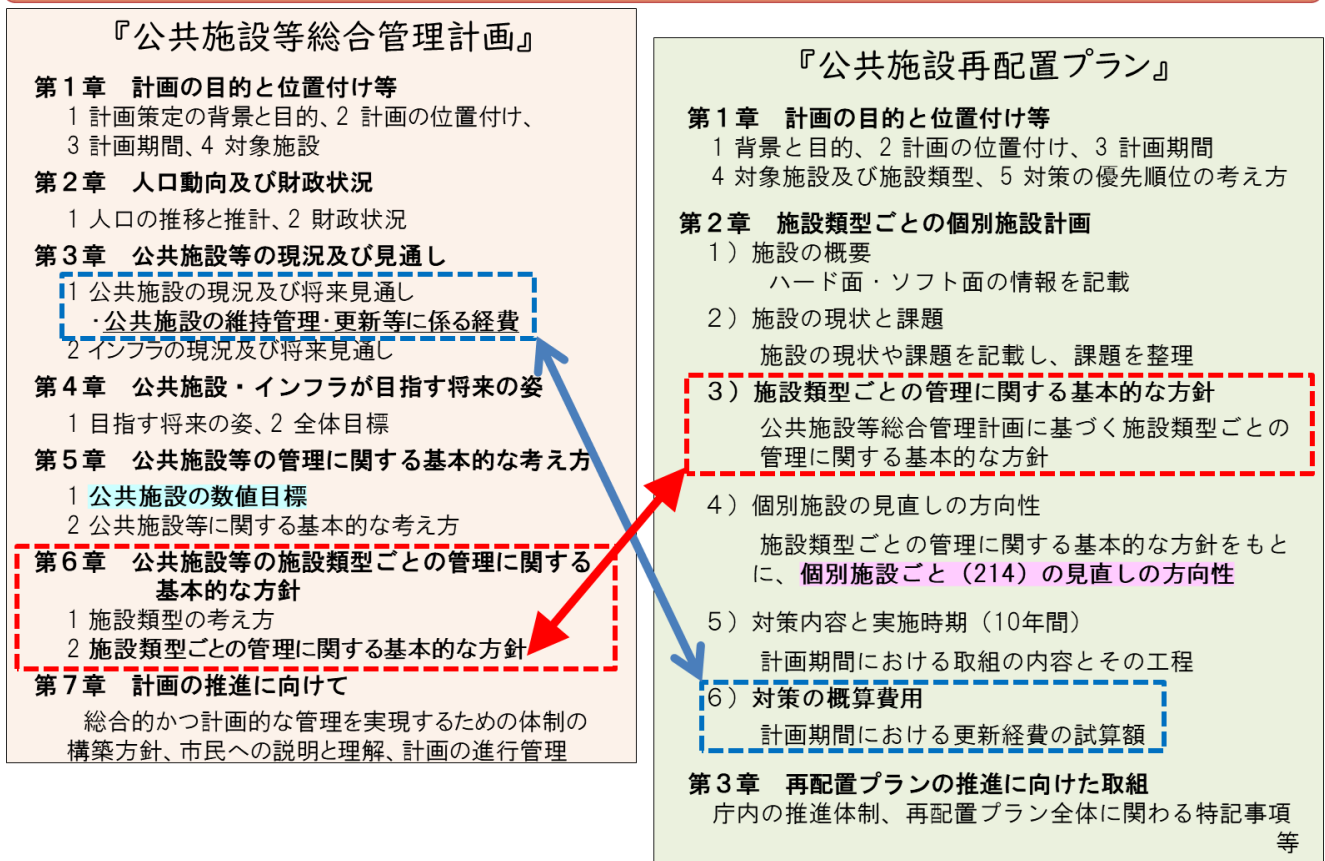 『公共施設等総合管理計画』
第1章　計画の目的と位置付け等
1 計画策定の背景と目的、2 計画の位置付け、
3 計画期間、4 対象施設
第2章　人口動向及び財政状況
1 人口の推移と推計、2 財政状況
第3章　公共施設等の現況及び見通し
1 公共施設の現況及び将来見通し
・公共施設の維持管理・更新等に係る経費
2 インフラの現況及び将来見通し
第4章　公共施設・インフラが目指す将来の姿
1 目指す将来の姿、2 全体目標
第5章　公共施設等の管理に関する基本的な考え方
1 公共施設の数値目標
2 公共施設等に関する基本的な考え方
第6章　公共施設等の施設類型ごとの管理に関する
基本的な方針
1 施設類型の考え方
2 施設類型ごとの管理に関する基本的な方針
第7章　計画の推進に向けて
総合的かつ計画的な管理を実現するための体制の
構築方針、市民への説明と理解、計画の進行管理
『公共施設再配置プラン』
第1章　計画の目的と位置付け等
1 背景と目的、2 計画の位置付け、3 計画期間
4 対象施設及び施設類型、5 対策の優先順位の考え方
第2章　施設類型ごとの個別施設計画
1）施設の概要
ハード面・ソフト面の情報を記載
2）施設の現状と課題
施設の現状や課題を記載し、課題を整理
3）施設類型ごとの管理に関する基本的な方針
公共施設等総合管理計画に基づく施設類型ごとの
管理に関する基本的な方針
4）個別施設の見直しの方向性
施設類型ごとの管理に関する基本的な方針をもと
に、個別施設ごと（214）の見直しの方向性
5）対策内容と実施時期（10年間）
計画期間における取組の内容とその工程
6）対策の概算費用
計画期間における更新経費の試算額
第3章　再配置プランの推進に向けた取組
庁内の推進体制、再配置プラン全体に関わる特記事項
等